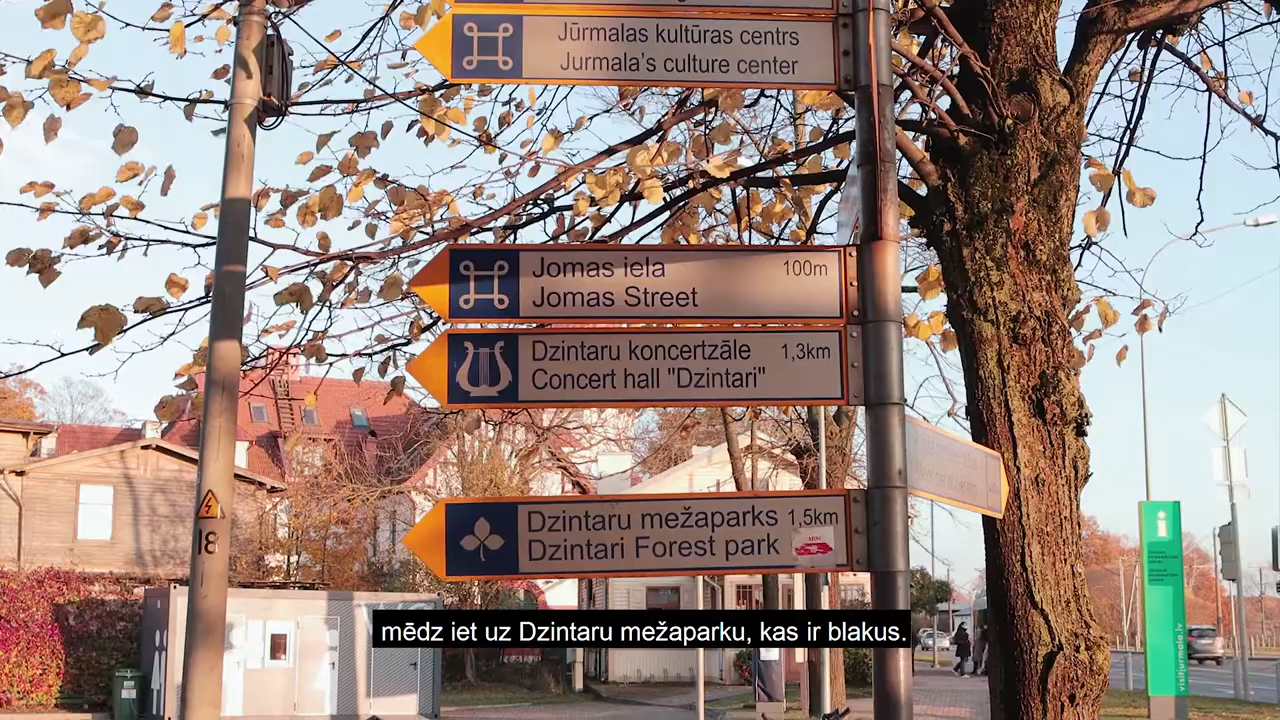 Jūrmalas kultūras centrs
Jurmala's culture center
Jomas iela 100m
Jomas Street
Dzintaru koncertzāle 1,3km
Concert hall "Dzintari"
Dzintaru mežaparks 1,5km
Dzintari Forest park
18
i
visitjurmala.lv
mēdz iet uz Dzintaru mežaparku, kas ir blakus.